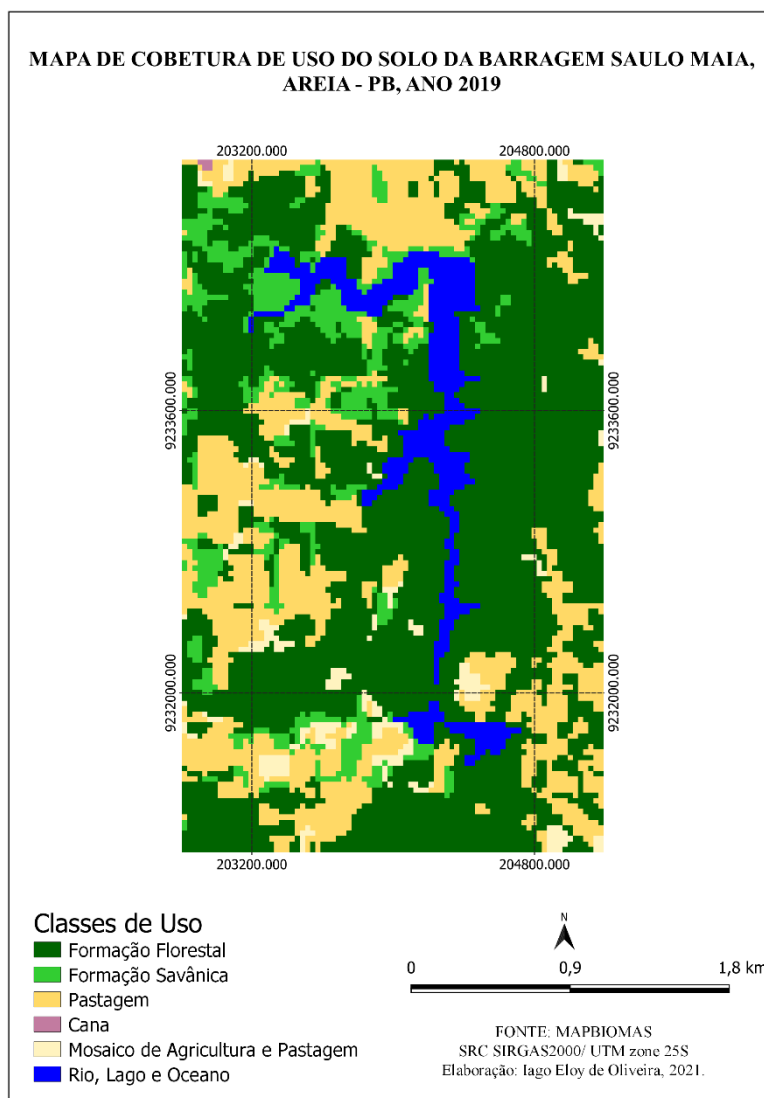 MAPA DE COBETURA DE USO DO SOLO DA BARRAGEM SAULO MAIA,
AREIA - PB, ANO 2019
203200.000
204800.000
9233600.000
9233600.000
9232000.000
9232000.000
203200.000
204800.000
Classes de Uso
Formação Florestal
Formação Savânica
Pastagem
Cana
Mosaico de Agricultura e Pastagem
Rio, Lago e Oceano
N
0 0,9 1,8 km
FONTE: MAPBIOMAS
SRC SIRGAS2000/ UTM zone 25S
Elaboração: Iago Eloy de Oliveira, 2021.